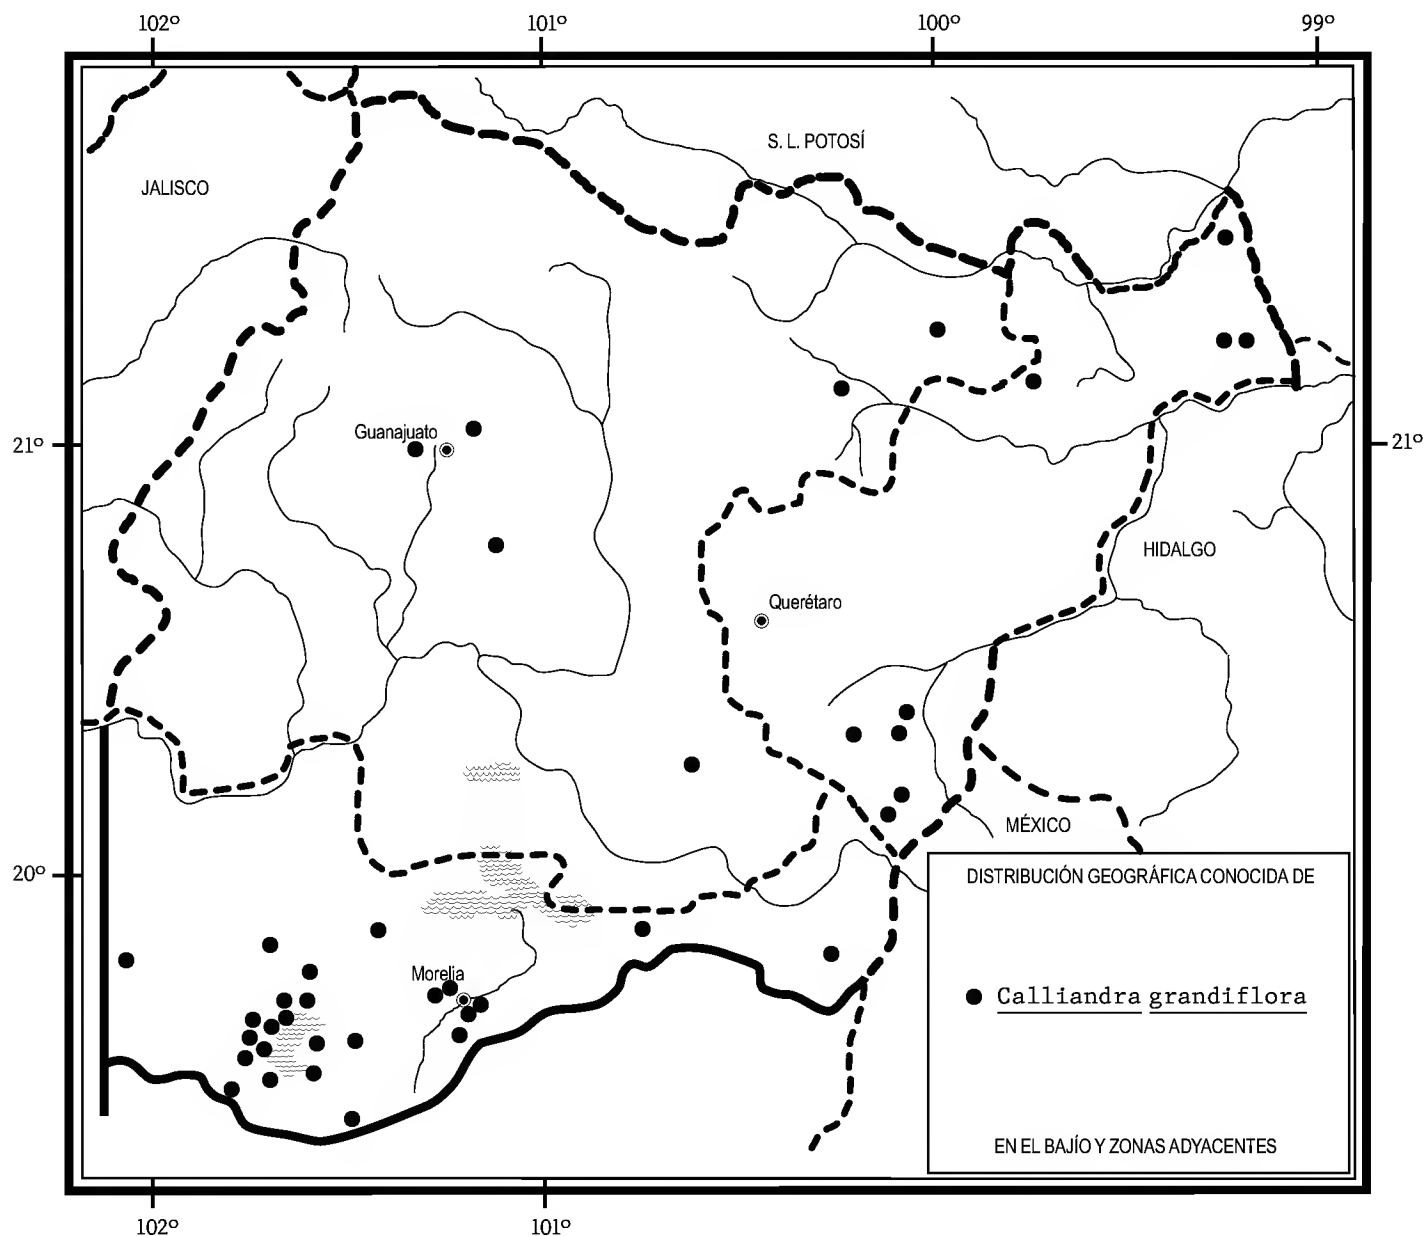 102º 101º 100º 99º
S. L. POTOSÍ
JALISCO
Guanajuato
21º
21º
HIDALGO
Querétaro
MÉXICO
20º
DISTRIBUCIÓN GEOGRÁFICA CONOCIDA DE
Morelia
Calliandra grandiflora
EN EL BAJÍO Y ZONAS ADYACENTES
102º 101º